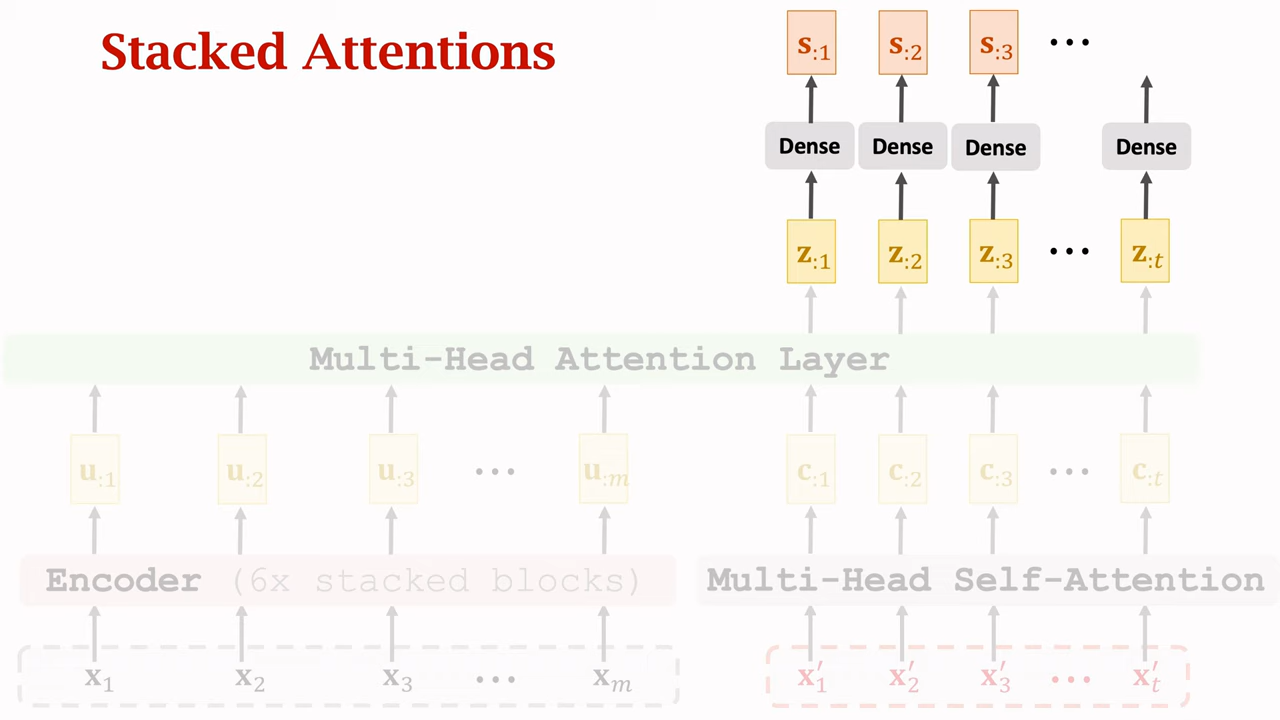 Stacked Attentions
s:1 s:2 s:3 ⋯
Dense Dense Dense Dense
z:1 z:2 z:3 ⋯ z:t
Multi-Head Attention Layer
u:1 u:2 u:3 ⋯ u:m c:1 c:2 c:3 ⋯ c:t
Encoder (6x stacked blocks) Multi-Head Self-Attention
x1 x2 x3 ⋯ xm x′1 x′2 x′3 ⋯ x′t